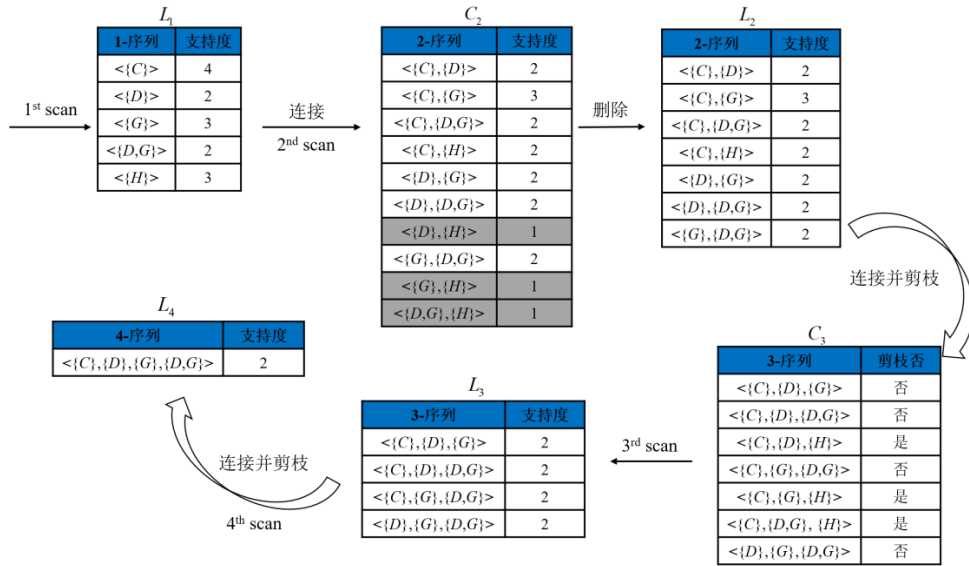 L₁
1-序列 支持度
<{C}> 4
<{D}> 2
<{G}> 3
<{D,G}> 2
<{H}> 3
1st scan
连接
2nd scan
C₂
2-序列 支持度
<{C},{D}> 2
<{C},{G}> 3
<{C},{D,G}> 2
<{C},{H}> 2
<{D},{G}> 2
<{D},{D,G}> 2
<{D},{H}> 1
<{G},{D,G}> 2
<{G},{H}> 1
<{D,G},{H}> 1
删除
L₂
2-序列 支持度
<{C},{D}> 2
<{C},{G}> 3
<{C},{D,G}> 2
<{C},{H}> 2
<{D},{G}> 2
<{D},{D,G}> 2
<{G},{D,G}> 2
连接并剪枝
C₃
3-序列 剪枝否
<{C},{D},{G}> 否
<{C},{D},{D,G}> 否
<{C},{D},{H}> 是
<{C},{G},{D,G}> 否
<{C},{G},{H}> 是
<{C},{D,G}, {H}> 是
<{D},{G},{D,G}> 否
3rd scan
L₃
3-序列 支持度
<{C},{D},{G}> 2
<{C},{D},{D,G}> 2
<{C},{G},{D,G}> 2
<{D},{G},{D,G}> 2
连接并剪枝
4th scan
L₄
4-序列 支持度
<{C},{D},{G},{D,G}> 2